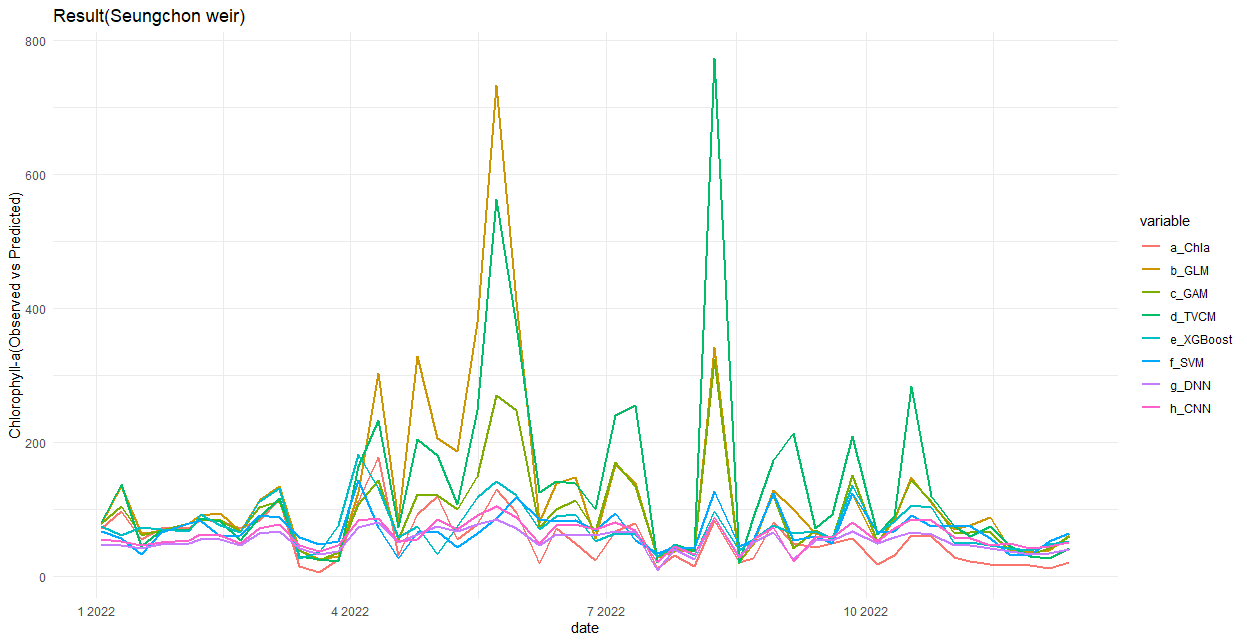 Result(Seungchon weir)
Chlorophyll-a(Observed vs Predicted)
800
600
400
200
0
1 2022
4 2022
7 2022
10 2022
date
variable
a_Chla
b_GLM
c_GAM
d_TVCM
e_XGBoost
f_SVM
g_DNN
h_CNN